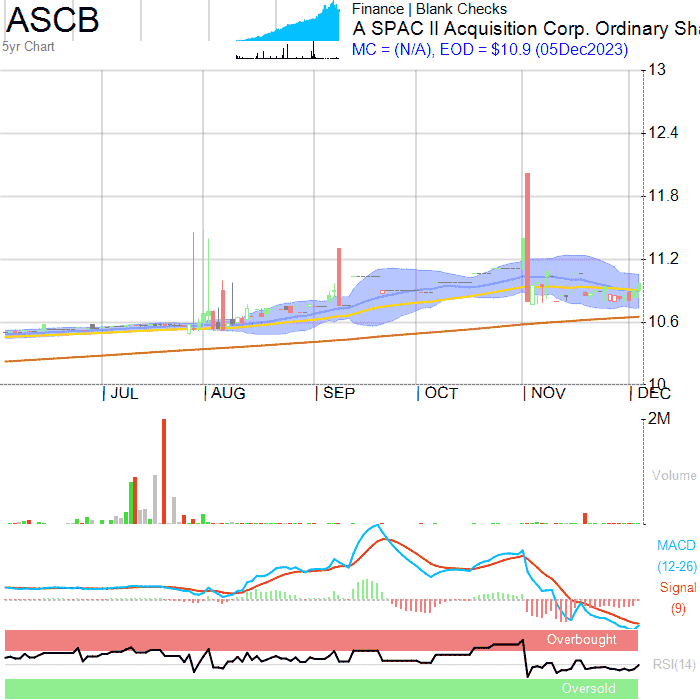 ASCB
5yr Chart
Finance | Blank Checks
A SPAC II Acquisition Corp. Ordinary Sha
MC = (N/A), EOD = $10.9 (05Dec2023)
13
12.4
11.8
11.2
10.6
10
JUL
AUG
SEP
OCT
NOV
DEC
2M
Volume
MACD
(12-26)
Signal
(9)
Overbought
RSI(14)
Oversold